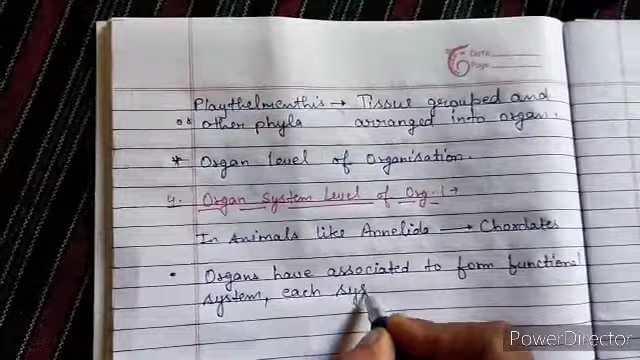 Date
Page
Playthelmenthis → Tissue grouped and
other phyla arranged into organ.
* Organ level of Organisation.
4. Organ System Level of Org. !→
In Animals like Annelida → Chordates
• Organs have associated to form functional
system, each sys
PowerDirector